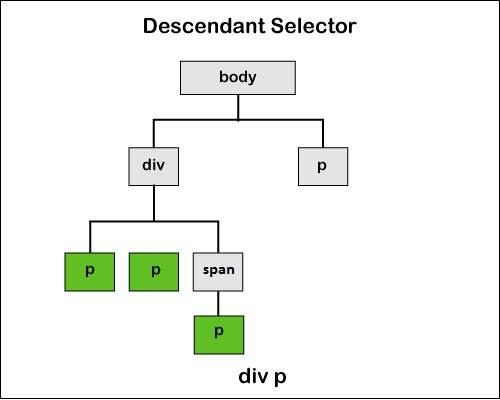 Descendant Selector
body
div
p
p
p
span
p
div p